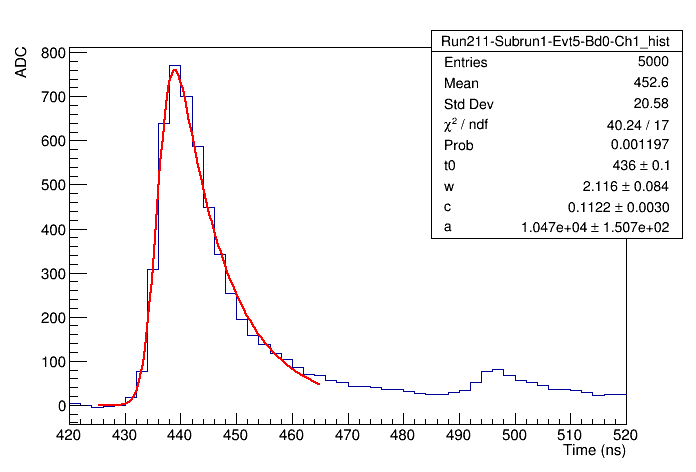 Run211-Subrun1-Evt5-Bd0-Ch1_hist
Entries 5000
Mean 452.6
Std Dev 20.58
χ² / ndf 40.24 / 17
Prob 0.001197
t0 436 ± 0.1
w 2.116 ± 0.084
c 0.1122 ± 0.0030
a 1.047e+04 ± 1.507e+02
ADC
800
700
600
500
400
300
200
100
0
420 430 440 450 460 470 480 490 500 510 520
Time (ns)